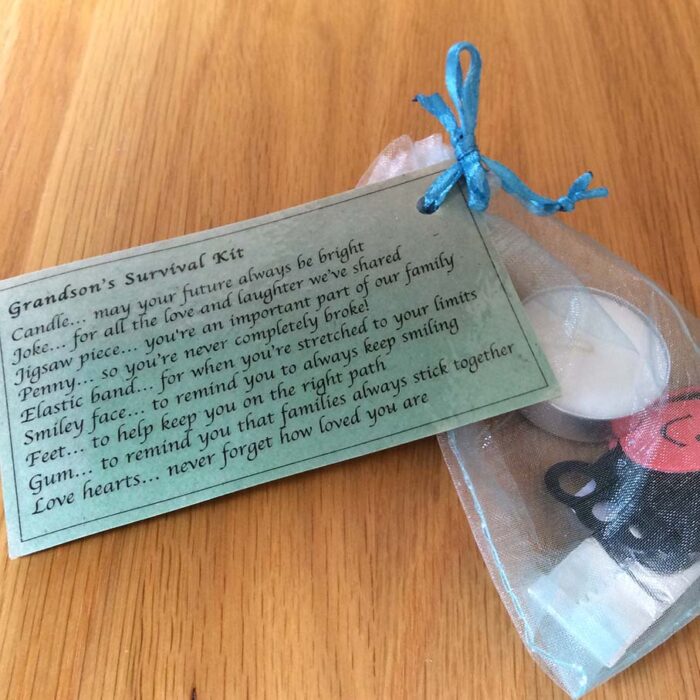 Grandson's Survival Kit
Candle... may your future always be bright
Joke... for all the love and laughter we've shared
Jigsaw piece... you're an important part of our family
Penny... so you're never completely broke!
Elastic band... for when you're stretched to your limits
Smiley face... to remind you to always keep smiling
Feet... to help keep you on the right path
Gum... to remind you that families always stick together
Love hearts... never forget how loved you are